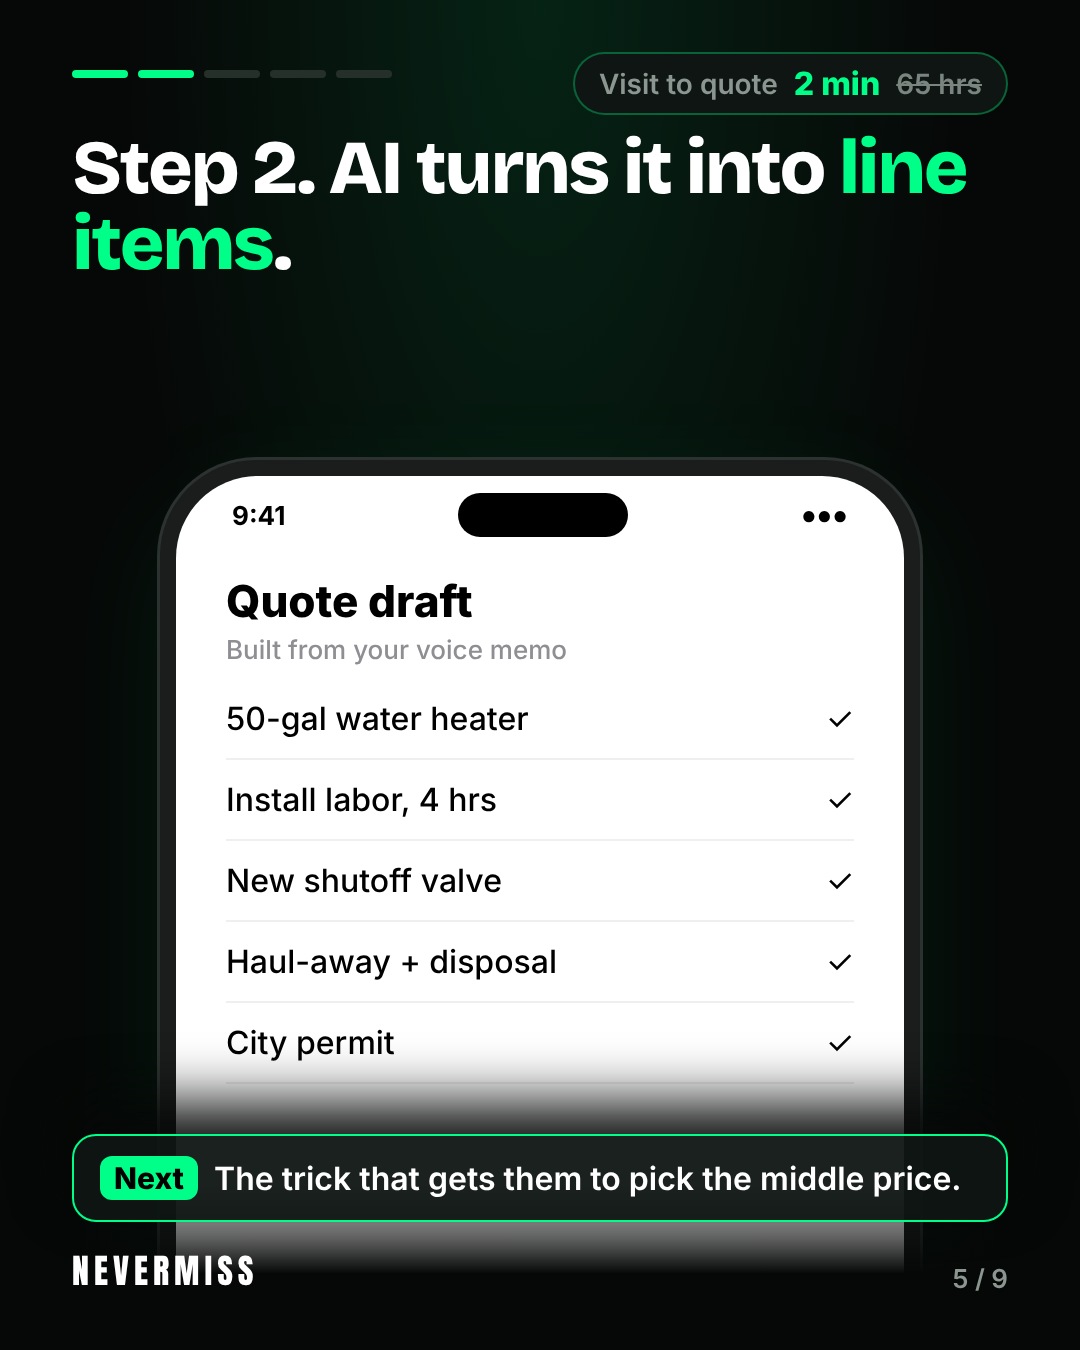 Visit to quote 2 min 65 hrs
Step 2. AI turns it into line
items.
9:41
Quote draft
Built from your voice memo
50-gal water heater
Install labor, 4 hrs
New shutoff valve
Haul-away + disposal
City permit
Next The trick that gets them to pick the middle price.
NEVERMISS
5 / 9